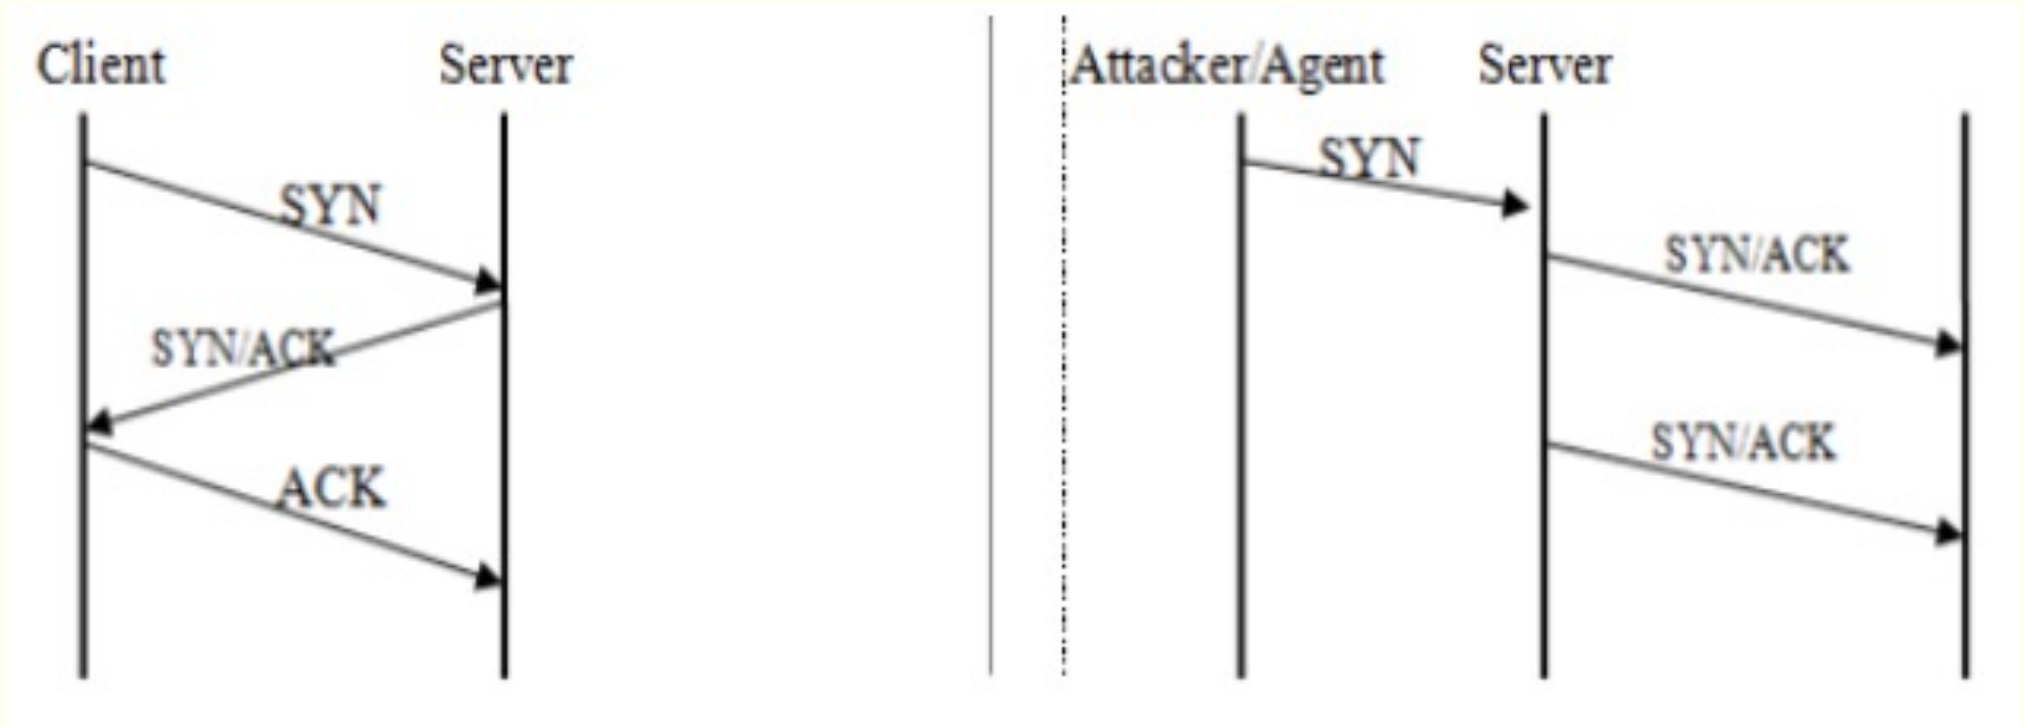 Client
Server
SYN
SYN/ACK
ACK
Attacker/Agent
Server
SYN
SYN/ACK
SYN/ACK